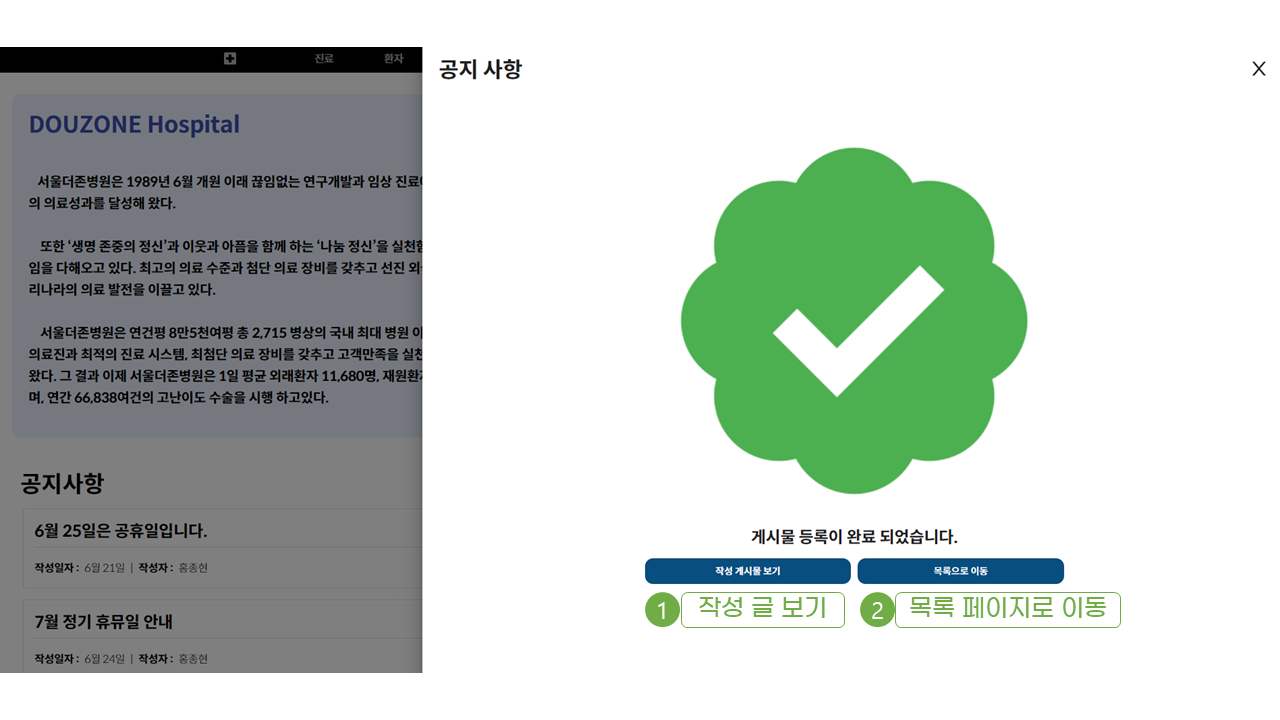 진료
환자
DOUZONE Hospital
서울더존병원은 1989년 6월 개원 이래 끊임없는 연구개발과 임상 진료
의 의료성과를 달성해 왔다.
또한 ‘생명 존중의 정신’과 이웃과 아픔을 함께 하는 ‘나눔 정신’을 실천
임을 다해오고 있다. 최고의 의료 수준과 첨단 의료 장비를 갖추고 선진
리나라의 의료 발전을 이끌고 있다.
서울더존병원은 연건평 8만5천여평 총 2,715 병상의 국내 최대 병원
의료진과 최적의 진료 시스템, 최첨단 의료 장비를 갖추고 고객만족을
왔다. 그 결과 이제 서울더존병원은 1일 평균 외래환자 11,680명,
며, 연간 66,838여건의 고난이도 수술을 시행 하고있다.
공지사항
6월 25일은 공휴일입니다.
작성일자 : 6월 21일 | 작성자 : 홍종현
7월 정기 휴뮤일 안내
작성일자 : 6월 24일 | 작성자 : 홍종현
공지 사항
X
게시물 등록이 완료 되었습니다.
작성 게시물 보기
목록으로 이동
1 작성 글 보기
2 목록 페이지로 이동